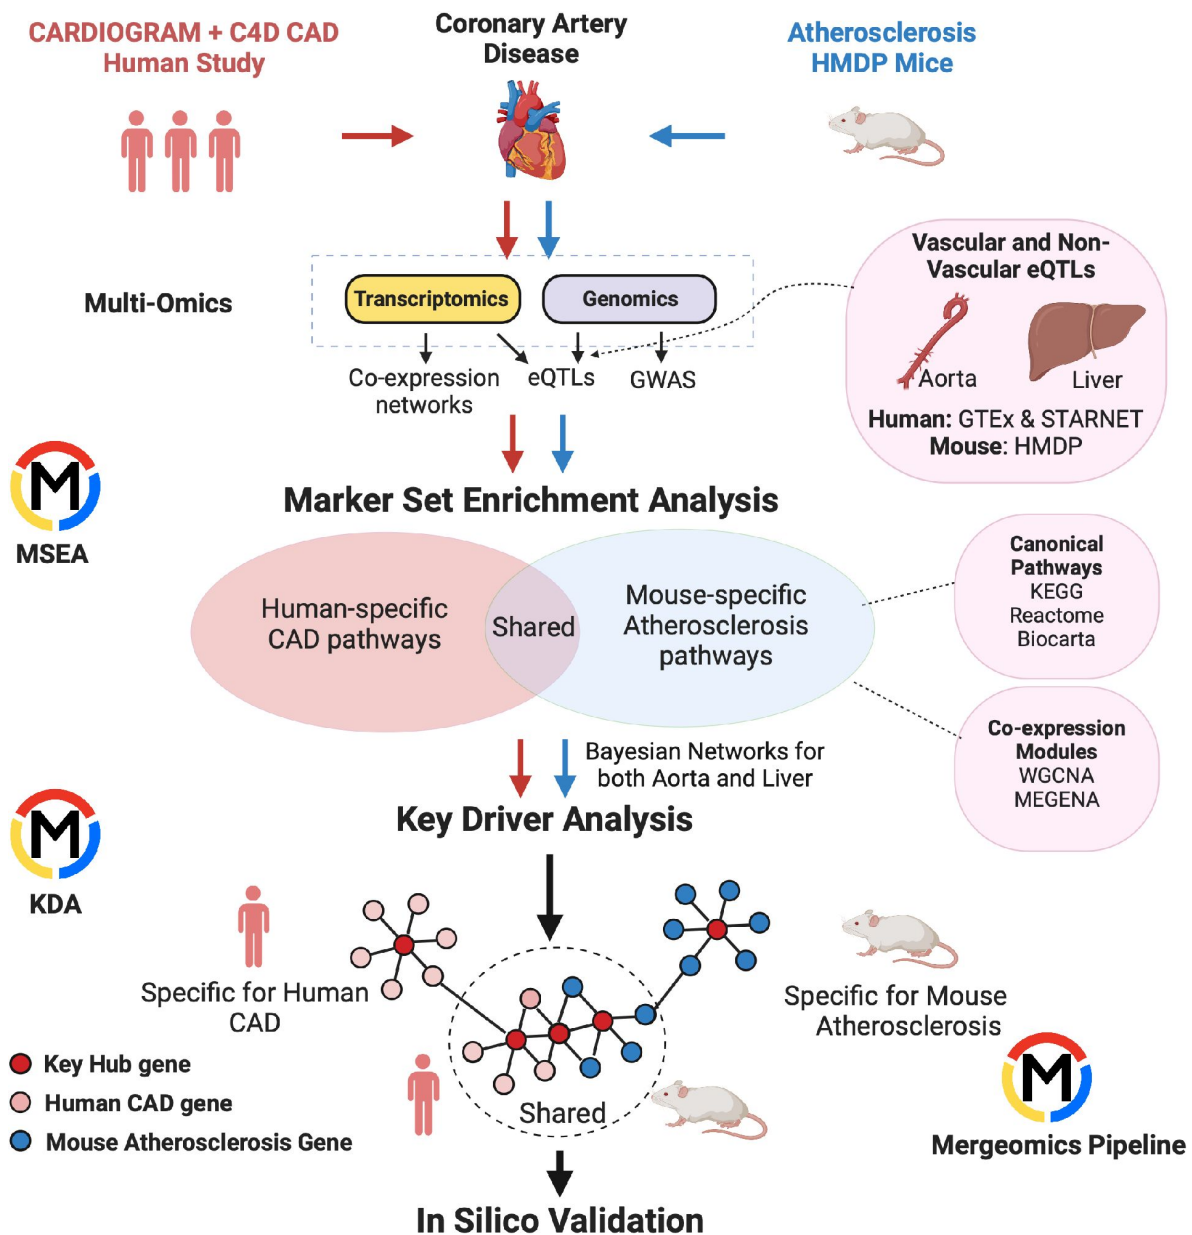 CARDIOGRAM + C4D CAD
Human Study
Coronary Artery
Disease
Atherosclerosis
HMDP Mice
Multi-Omics
Transcriptomics
Genomics
Co-expression
networks
eQTLs
GWAS
Vascular and Non-
Vascular eQTLs
Aorta
Liver
Human: GTEx & STARNET
Mouse: HMDP
M
MSEA
Marker Set Enrichment Analysis
Human-specific
CAD pathways
Shared
Mouse-specific
Atherosclerosis
pathways
Canonical
Pathways
KEGG
Reactome
Biocarta
Co-expression
Modules
WGCNA
MEGENA
Bayesian Networks for
both Aorta and Liver
M
KDA
Key Driver Analysis
Specific for Human
CAD
Specific for Mouse
Atherosclerosis
Shared
Key Hub gene
Human CAD gene
Mouse Atherosclerosis Gene
M
Mergeomics Pipeline
In Silico Validation